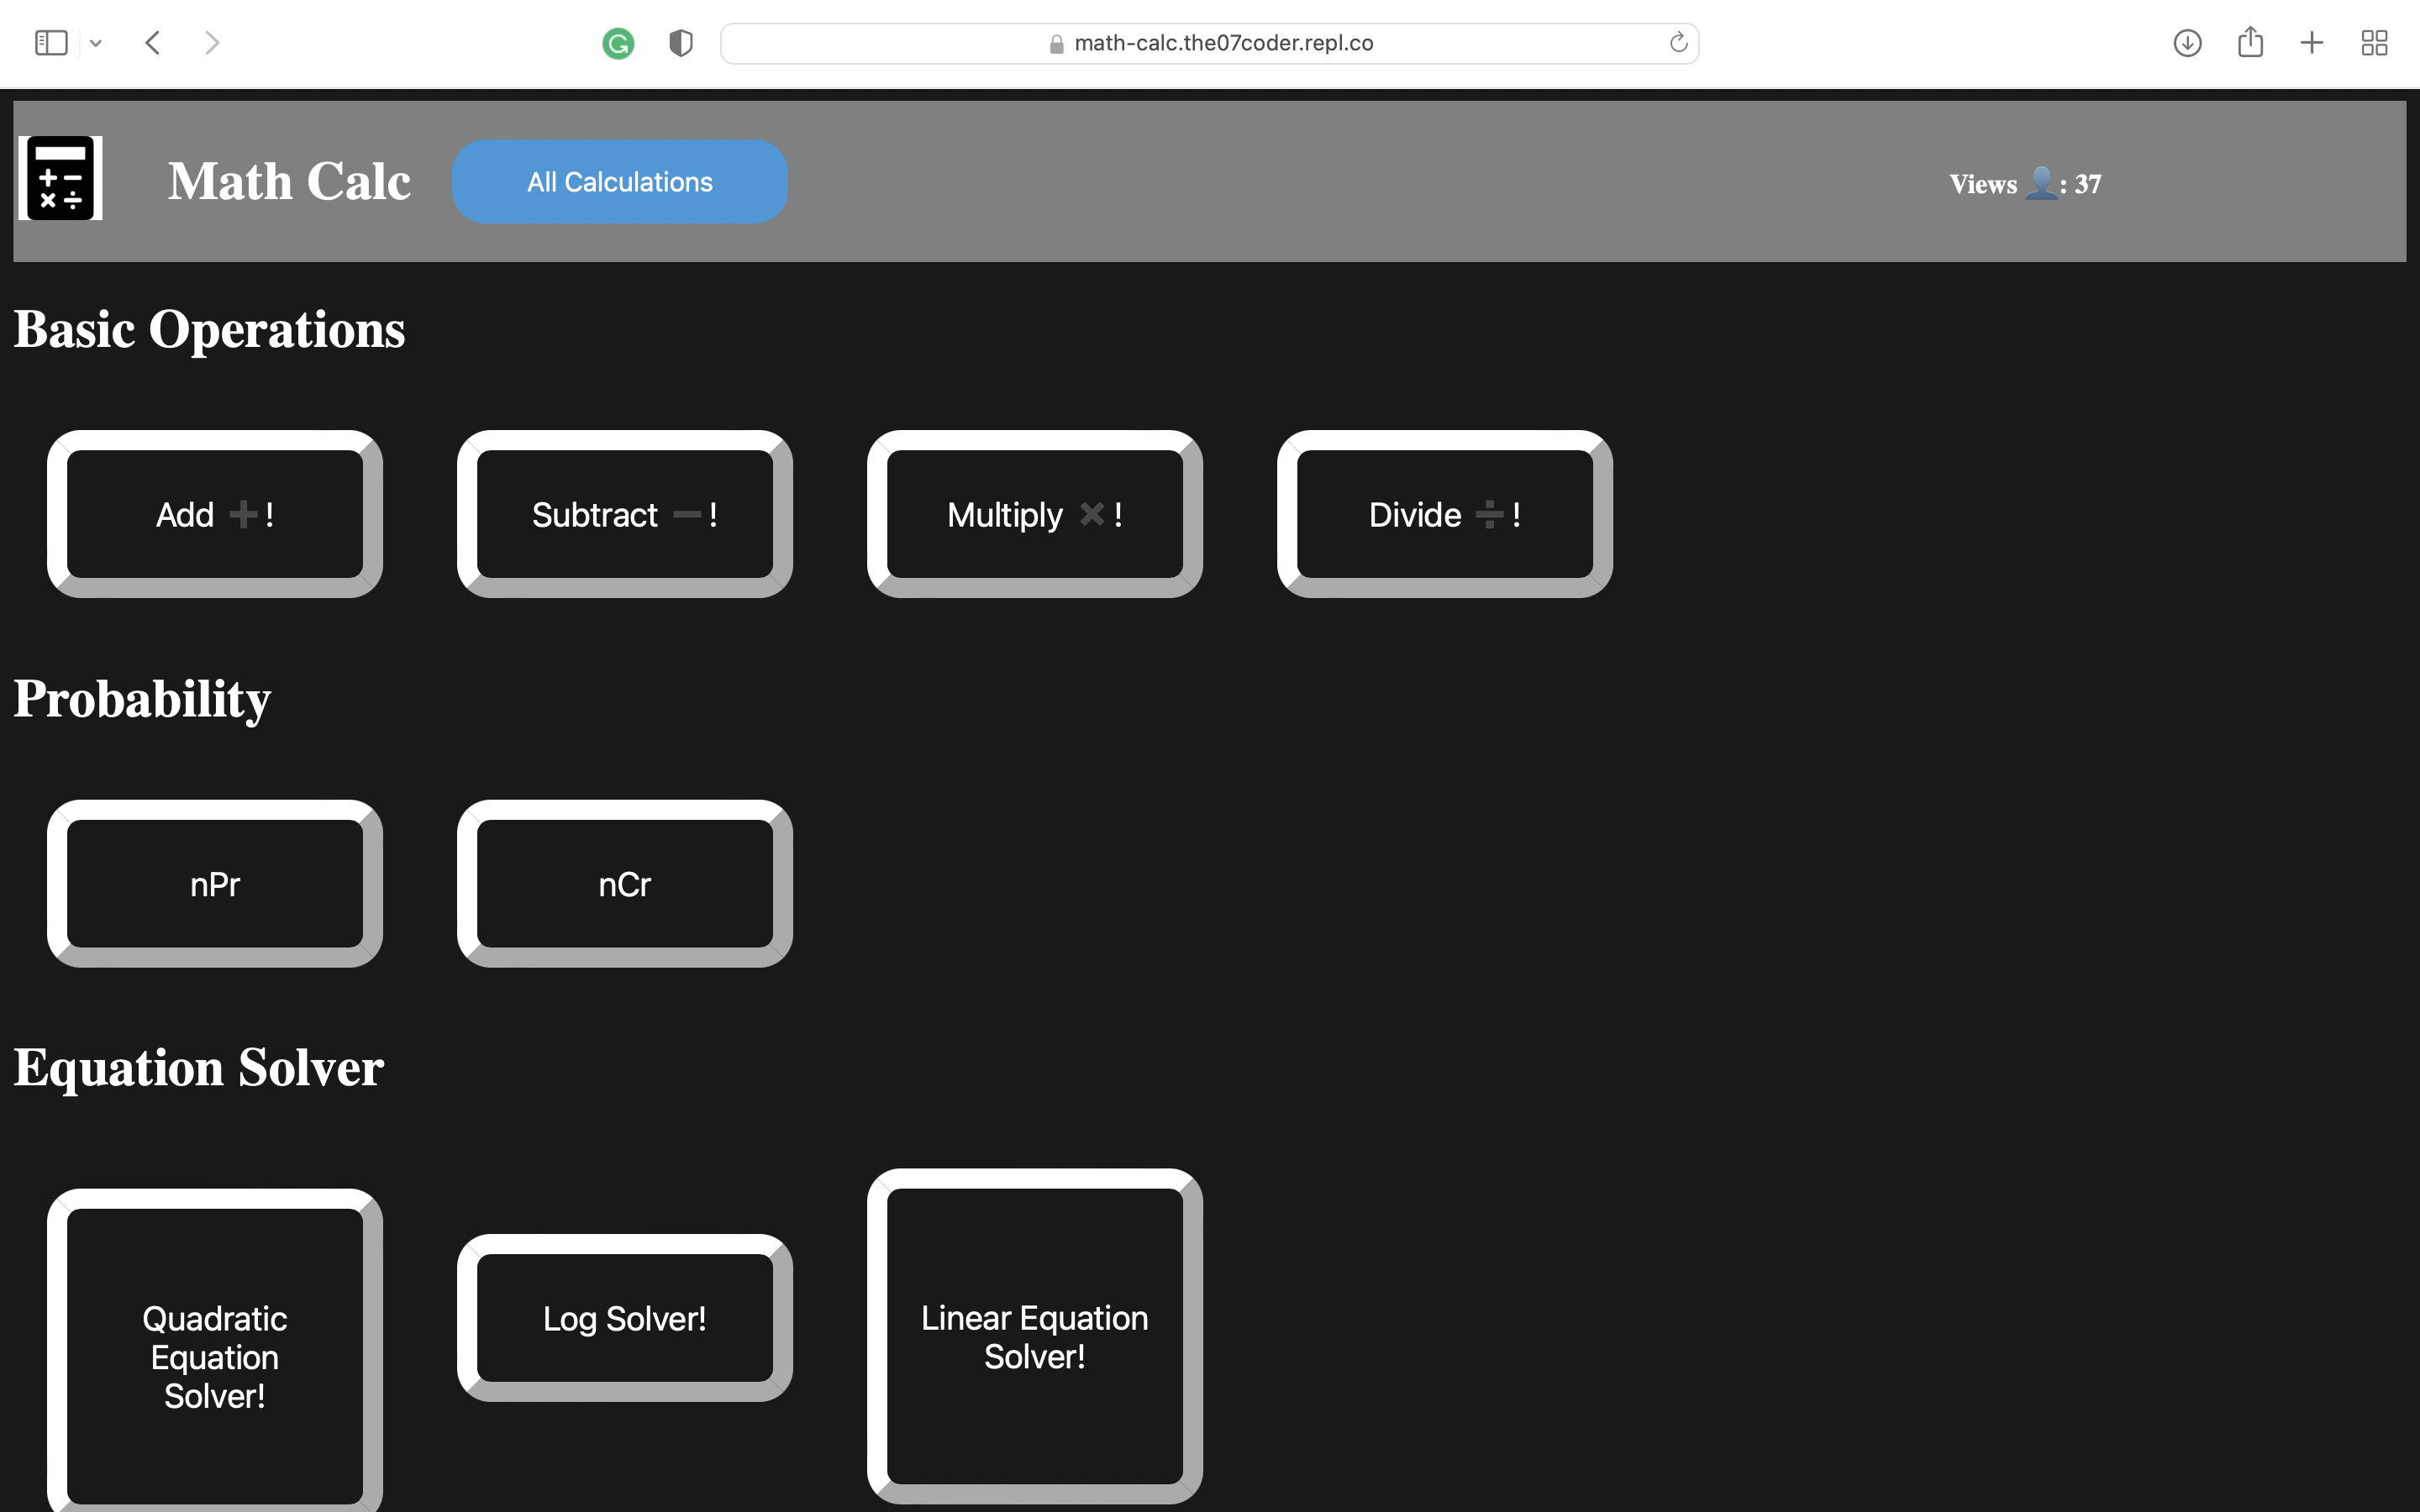 math-calc.the07coder.repl.co
Math Calc
All Calculations
Views 👤: 37
Basic Operations
Add ➕!
Subtract ➖!
Multiply ✖️!
Divide ➗!
Probability
nPr
nCr
Equation Solver
Quadratic
Equation
Solver!
Log Solver!
Linear Equation
Solver!